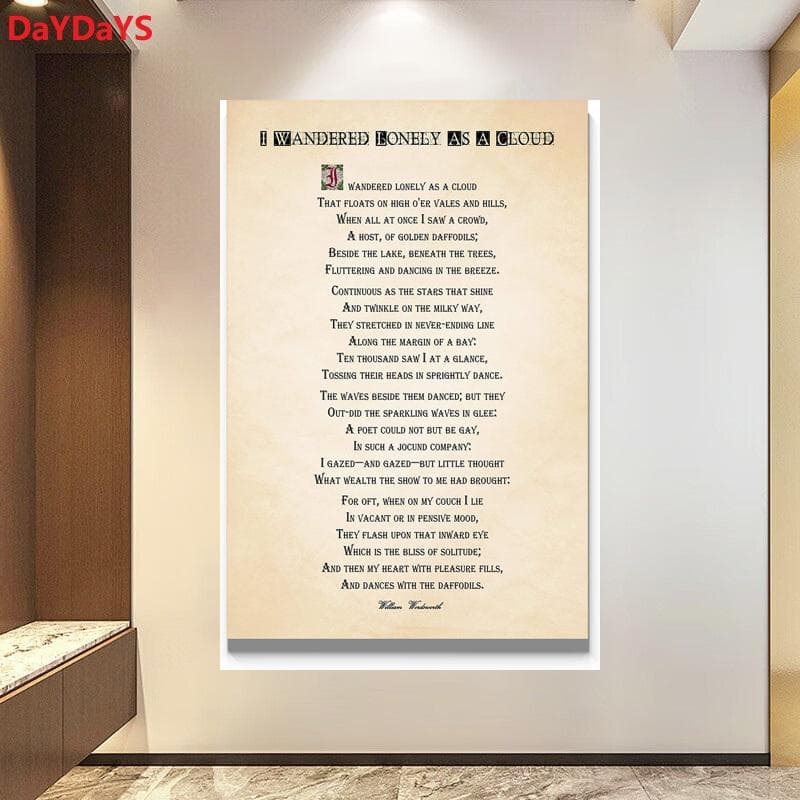 DaYDaYS
I WANDERED LONELY AS A CLOUD
I WANDERED LONELY AS A CLOUD
THAT FLOATS ON HIGH O'ER VALES AND HILLS,
WHEN ALL AT ONCE I SAW A CROWD,
A HOST, OF GOLDEN DAFFODILS;
BESIDE THE LAKE, BENEATH THE TREES,
FLUTTERING AND DANCING IN THE BREEZE.
CONTINUOUS AS THE STARS THAT SHINE
AND TWINKLE ON THE MILKY WAY,
THEY STRETCHED IN NEVER-ENDING LINE
ALONG THE MARGIN OF A BAY:
TEN THOUSAND SAW I AT A GLANCE,
TOSSING THEIR HEADS IN SPRIGHTLY DANCE.
THE WAVES BESIDE THEM DANCED; BUT THEY
OUT-DID THE SPARKLING WAVES IN GLEE:
A POET COULD NOT BUT BE GAY,
IN SUCH A JOCUND COMPANY:
I GAZED—AND GAZED—BUT LITTLE THOUGHT
WHAT WEALTH THE SHOW TO ME HAD BROUGHT:
FOR OFT, WHEN ON MY COUCH I LIE
IN VACANT OR IN PENSIVE MOOD,
THEY FLASH UPON THAT INWARD EYE
WHICH IS THE BLISS OF SOLITUDE;
AND THEN MY HEART WITH PLEASURE FILLS,
AND DANCES WITH THE DAFFODILS.
William Wordsworth